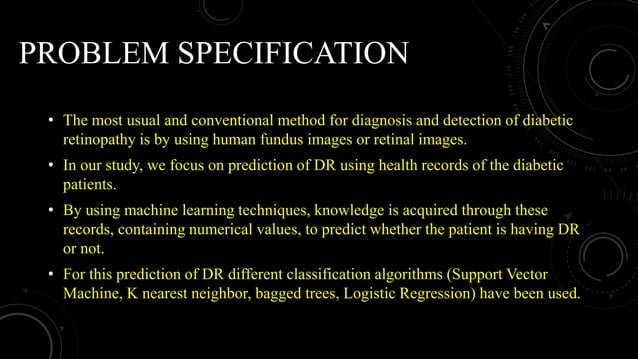 PROBLEM SPECIFICATION
• The most usual and conventional method for diagnosis and detection of diabetic
retinopathy is by using human fundus images or retinal images.
• In our study, we focus on prediction of DR using health records of the diabetic
patients.
• By using machine learning techniques, knowledge is acquired through these
records, containing numerical values, to predict whether the patient is having DR
or not.
• For this prediction of DR different classification algorithms (Support Vector
Machine, K nearest neighbor, bagged trees, Logistic Regression) have been used.